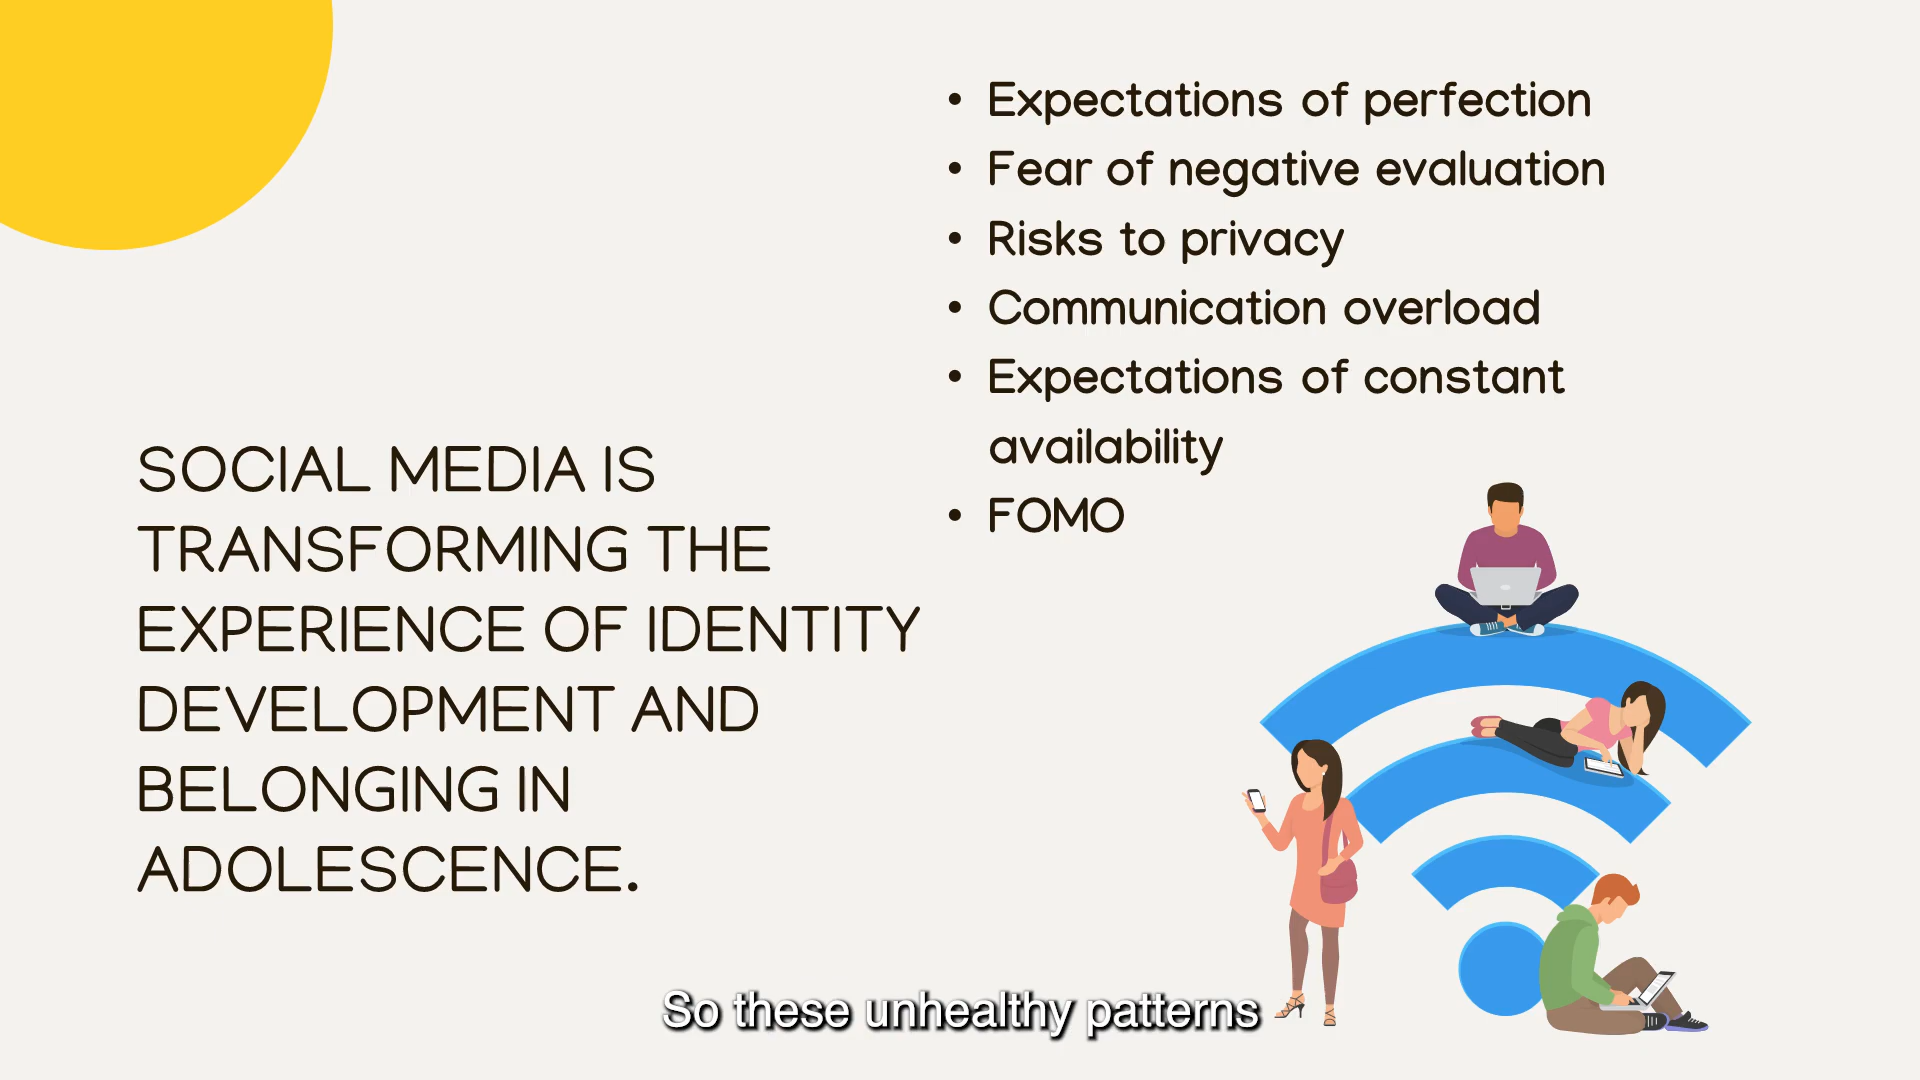 SOCIAL MEDIA IS
TRANSFORMING THE
EXPERIENCE OF IDENTITY
DEVELOPMENT AND
BELONGING IN
ADOLESCENCE.
• Expectations of perfection
• Fear of negative evaluation
• Risks to privacy
• Communication overload
• Expectations of constant
availability
• FOMO
So these unhealthy patterns